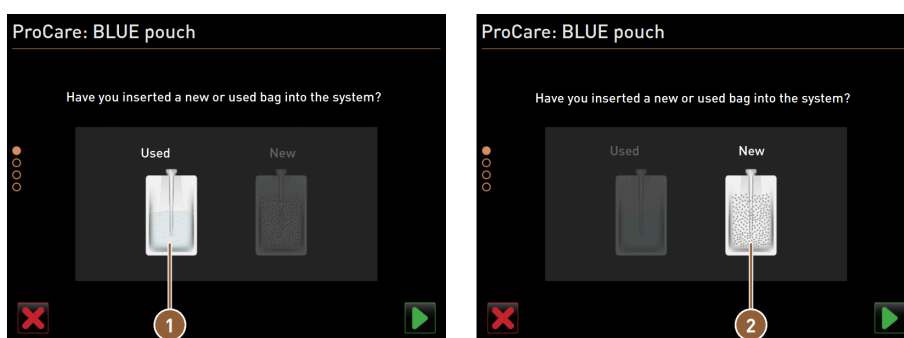 ProCare: BLUE pouch
Have you inserted a new or used bag into the system?
Used New
1
ProCare: BLUE pouch
Have you inserted a new or used bag into the system?
Used New
2